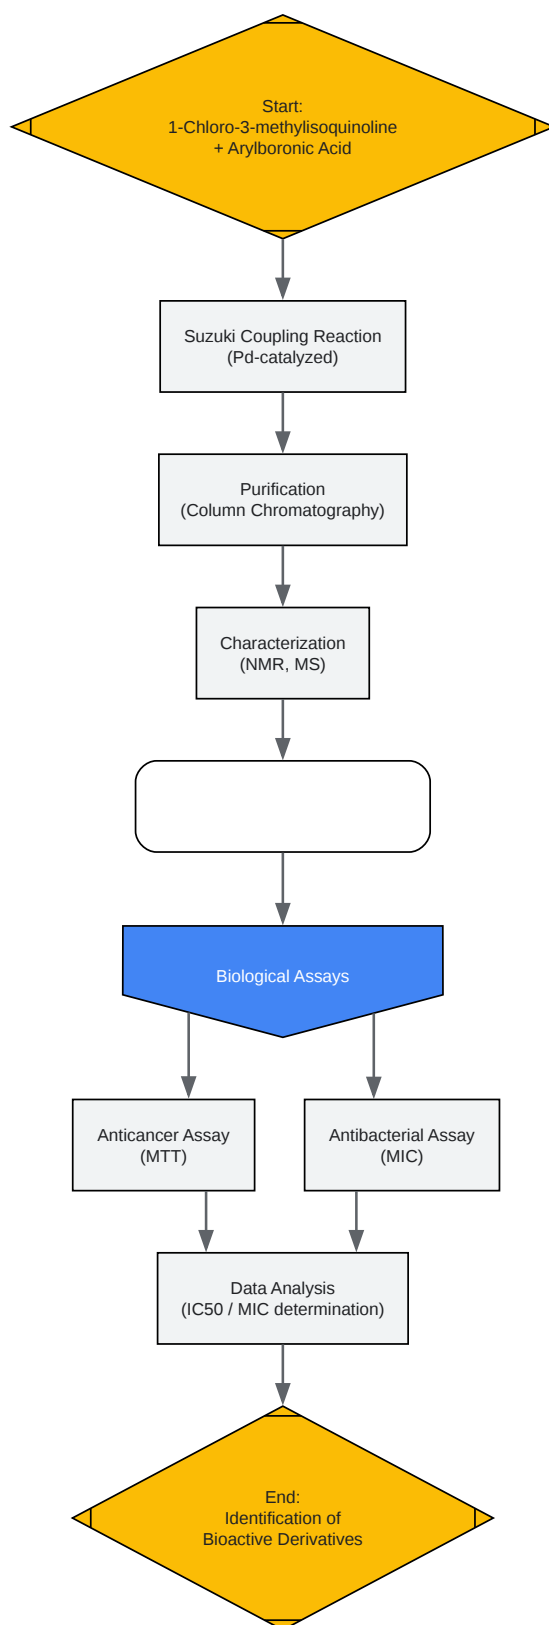 Start:
1-Chloro-3-methylisoquinoline
+ Arylboronic Acid
Suzuki Coupling Reaction
(Pd-catalyzed)
Purification
(Column Chromatography)
Characterization
(NMR, MS)
Biological Assays
Anticancer Assay
(MTT)
Antibacterial Assay
(MIC)
Data Analysis
(IC50 / MIC determination)
End:
Identification of
Bioactive Derivatives